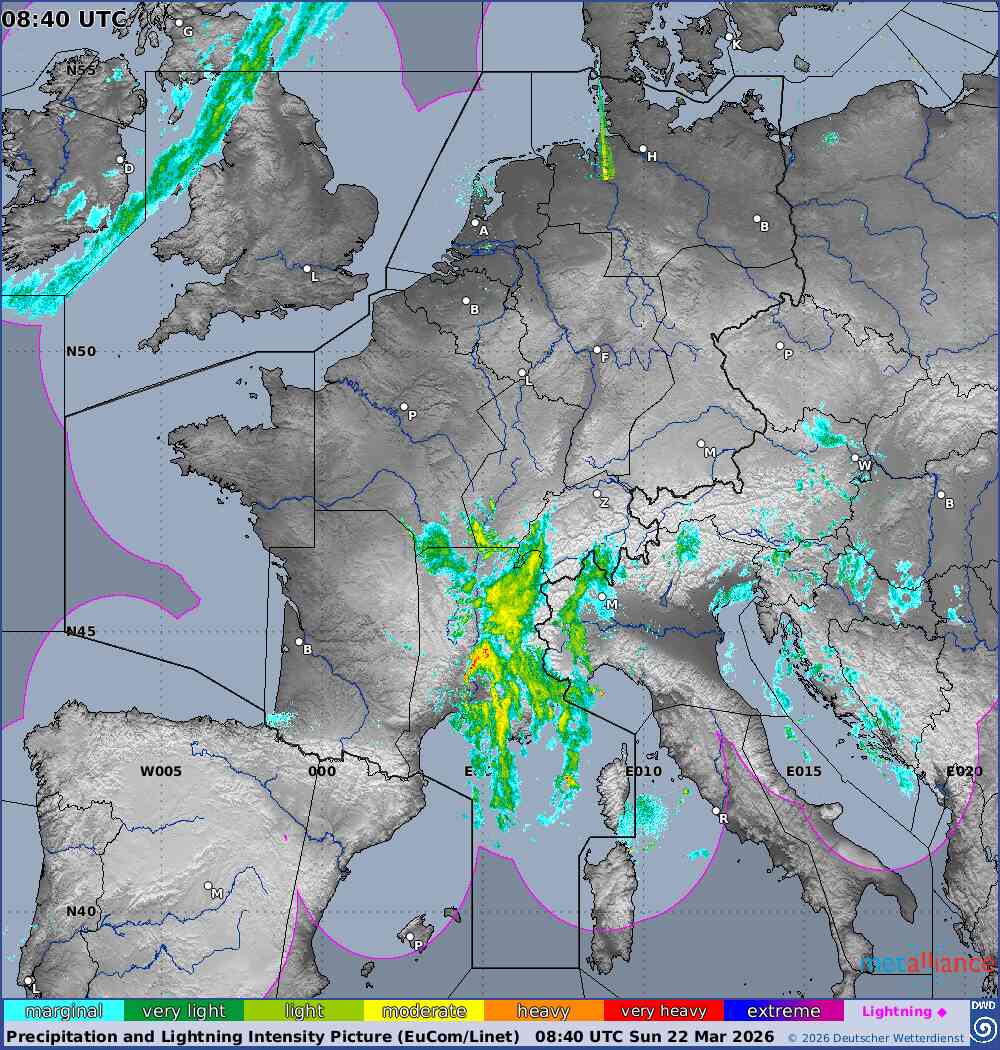 08:40 UTC
G
K
N55
D
H
A
B
L
B
N50
F
P
L
P
M
W
Z
B
M
N45
B
W005
000
E010
E015
E020
R
M
N40
P
L
metalliance
marginal very light light moderate heavy very heavy extreme Lightning ◆
DWD
Precipitation and Lightning Intensity Picture (EuCom/Linet) 08:40 UTC Sun 22 Mar 2026 © 2026 Deutscher Wetterdienst